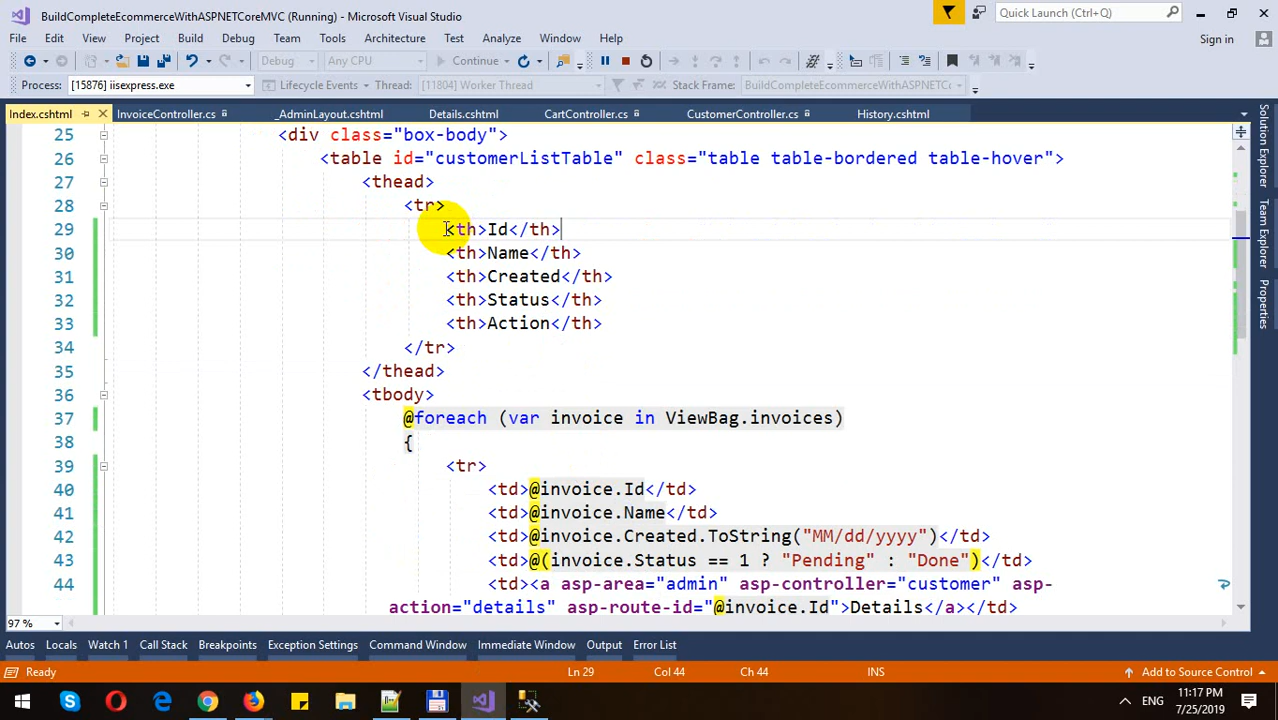 BuildCompleteEcommerceWithASPNETCoreMVC (Running) - Microsoft Visual Studio
Quick Launch (Ctrl+Q)
File Edit View Project Build Debug Team Tools Architecture Test Analyze Window Help
Sign in
Debug Any CPU Continue
Process: [15876] iisexpress.exe Lifecycle Events Thread: [11804] Worker Thread Stack Frame: BuildCompleteEcommerceWithASPNETCoreMVC
Index.cshtml InvoiceController.cs _AdminLayout.cshtml Details.cshtml CartController.cs CustomerController.cs History.cshtml
25 <div class="box-body">
26 <table id="customerListTable" class="table table-bordered table-hover">
27 <thead>
28 <tr>
29 <th>Id</th>
30 <th>Name</th>
31 <th>Created</th>
32 <th>Status</th>
33 <th>Action</th>
34 </tr>
35 </thead>
36 <tbody>
37 @foreach (var invoice in ViewBag.invoices)
38 {
39 <tr>
40 <td>@invoice.Id</td>
41 <td>@invoice.Name</td>
42 <td>@invoice.Created.ToString("MM/dd/yyyy")</td>
43 <td>@(invoice.Status == 1 ? "Pending" : "Done")</td>
44 <td><a asp-area="admin" asp-controller="customer" asp-
action="details" asp-route-id="@invoice.Id">Details</a></td>
Solution Explorer
Team Explorer
Properties
97 %
Autos Locals Watch 1 Call Stack Breakpoints Exception Settings Command Window Immediate Window Output Error List
Ready Ln 29 Col 44 Ch 44 INS Add to Source Control
ENG
11:17 PM
7/25/2019